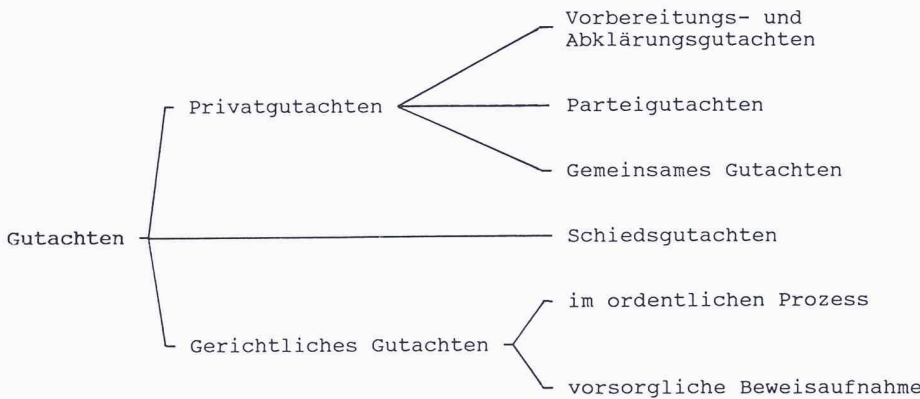 Vorbereitungs- und
Abklärungsgutachten
Privatgutachten
Parteigutachten
Gemeinsames Gutachten
Gutachten
Schiedsgutachten
im ordentlichen Prozess
Gerichtliches Gutachten
vorsorgliche Beweisaufnahme